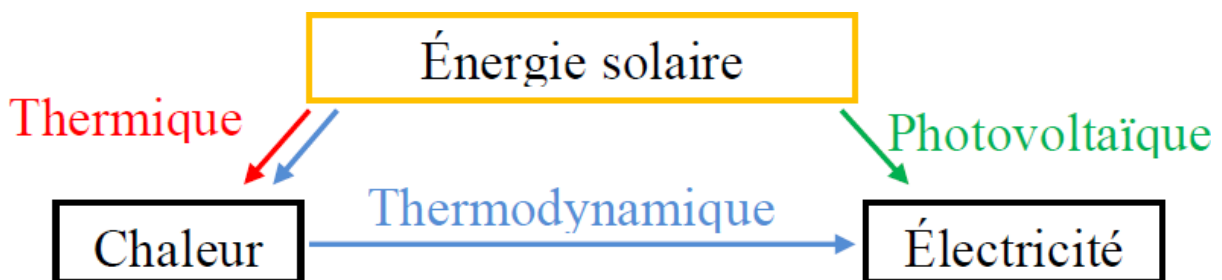 Énergie solaire
Thermique
Photovoltaïque
Thermodynamique
Chaleur
Électricité